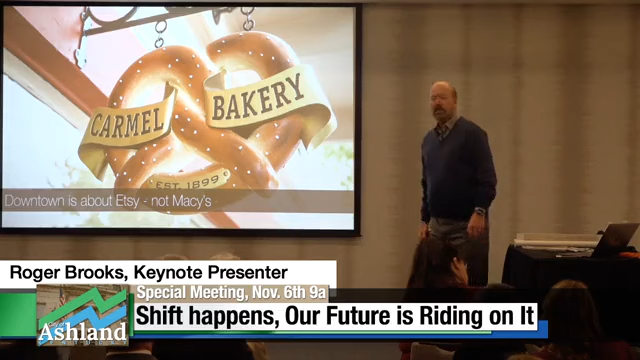 CARMEL
BAKERY
EST. 1899
Downtown is about Etsy - not Macy's
Roger Brooks, Keynote Presenter
Special Meeting, Nov. 6th 9a
Shift happens, Our Future is Riding on It
Ashland